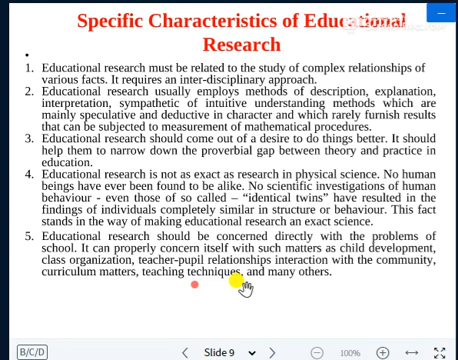 Specific Characteristics of Educational
Research
•
1. Educational research must be related to the study of complex relationships of
various facts. It requires an inter-disciplinary approach.
2. Educational research usually employs methods of description, explanation,
interpretation, sympathetic of intuitive understanding methods which are
mainly speculative and deductive in character and which rarely furnish results
that can be subjected to measurement of mathematical procedures.
3. Educational research should come out of a desire to do things better. It should
help them to narrow down the proverbial gap between theory and practice in
education.
4. Educational research is not as exact as research in physical science. No human
beings have ever been found to be alike. No scientific investigations of human
behaviour - even those of so called – “identical twins” have resulted in the
findings of individuals completely similar in structure or behaviour. This fact
stands in the way of making educational research an exact science.
5. Educational research should be concerned directly with the problems of
school. It can properly concern itself with such matters as child development,
class organization, teacher-pupil relationships interaction with the community,
curriculum matters, teaching techniques, and many others.
B/C/D Slide 9 100%